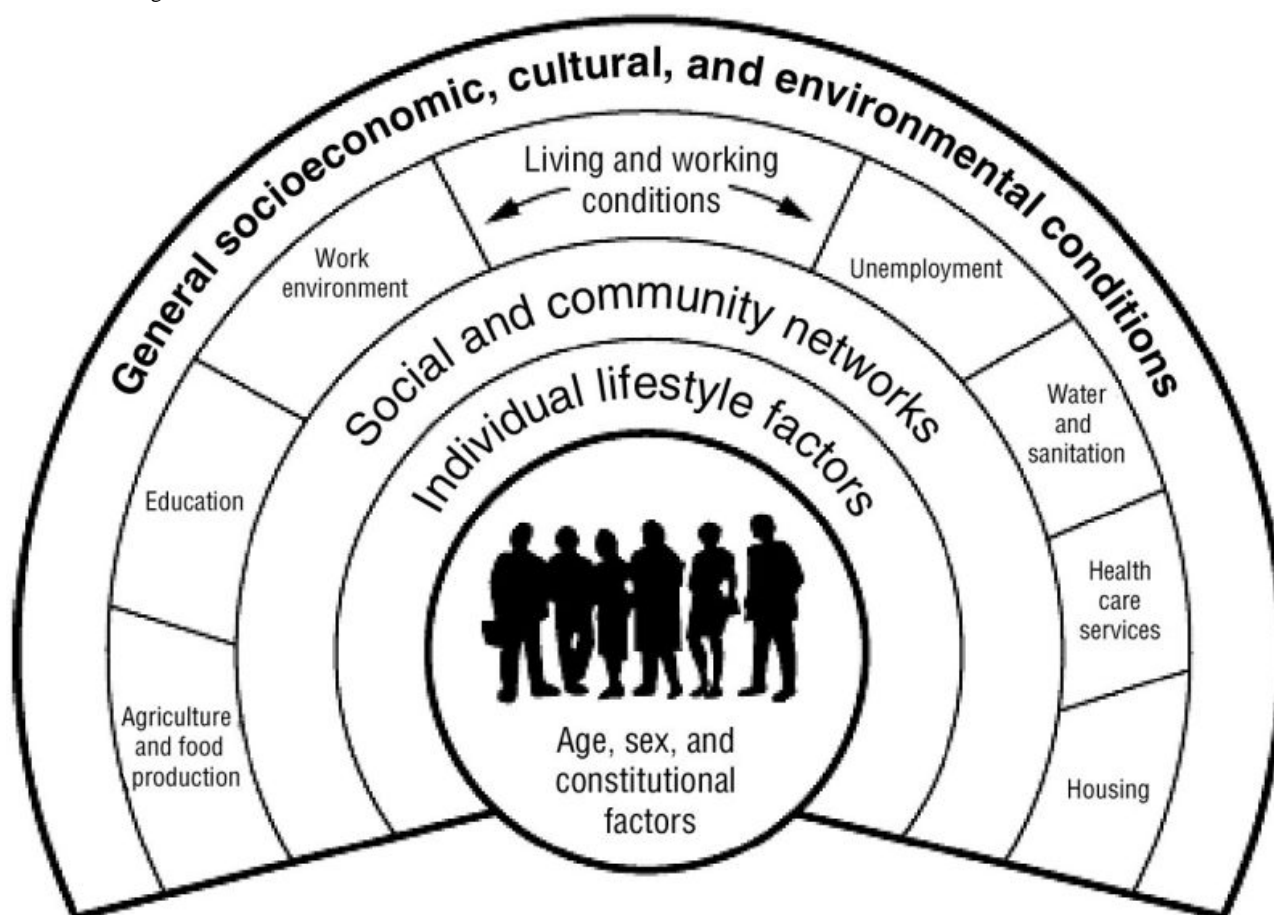 General socioeconomic, cultural, and environmental conditions
Living and working
conditions
Work
environment
Unemployment
Social and community networks
Individual lifestyle factors
Education
Water
and
sanitation
Agriculture
and food
production
Health
care
services
Housing
Age, sex, and
constitutional
factors